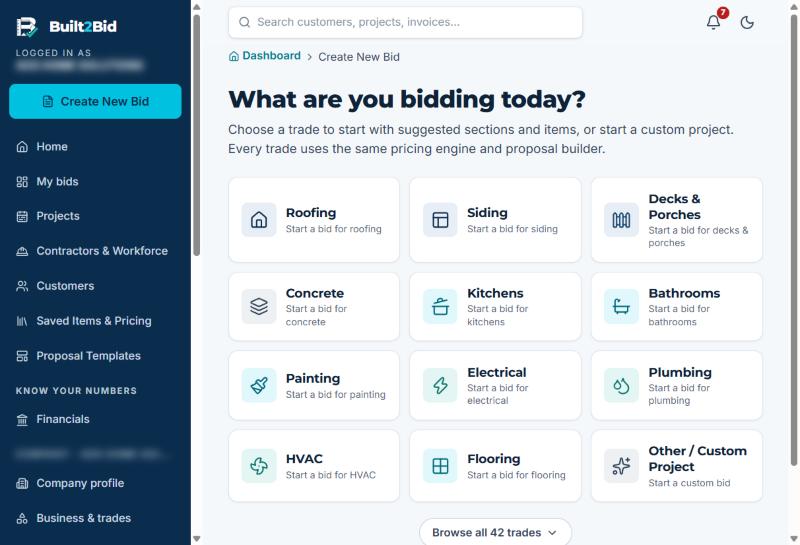 Built2Bid
LOGGED IN AS
Create New Bid
Home
My bids
Projects
Contractors & Workforce
Customers
Saved Items & Pricing
Proposal Templates
KNOW YOUR NUMBERS
Financials
Company profile
Business & trades
Search customers, projects, invoices...
7
Dashboard > Create New Bid
What are you bidding today?
Choose a trade to start with suggested sections and items, or start a custom project.
Every trade uses the same pricing engine and proposal builder.
Roofing
Start a bid for roofing
Siding
Start a bid for siding
Decks &
Porches
Start a bid for decks &
porches
Concrete
Start a bid for
concrete
Kitchens
Start a bid for
kitchens
Bathrooms
Start a bid for
bathrooms
Painting
Start a bid for painting
Electrical
Start a bid for
electrical
Plumbing
Start a bid for
plumbing
HVAC
Start a bid for HVAC
Flooring
Start a bid for flooring
Other / Custom
Project
Start a custom bid
Browse all 42 trades